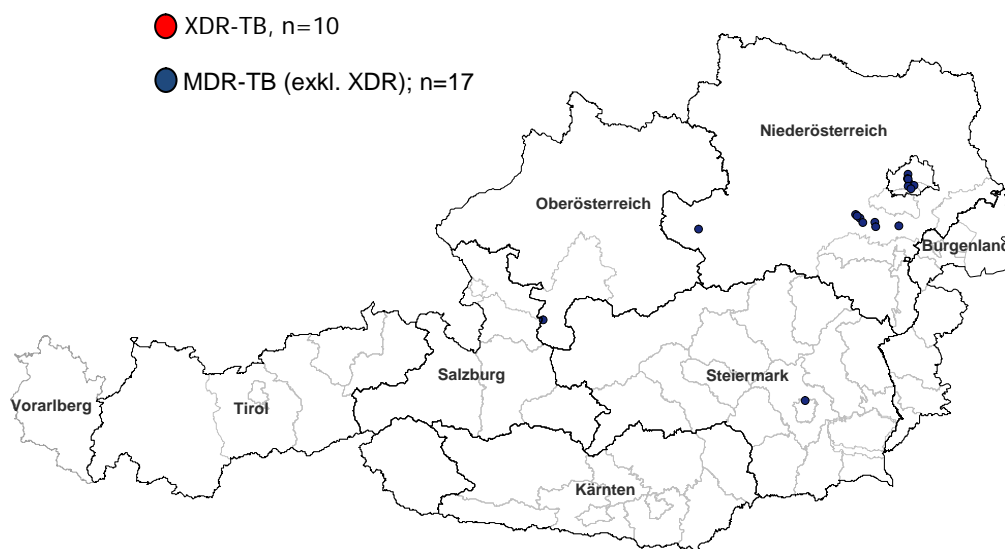 XDR-TB, n=10
MDR-TB (exkl. XDR); n=17
Niederösterreich
Oberösterreich
Burgenland
Salzburg
Steiermark
Vorarlberg
Tirol
Kärnten